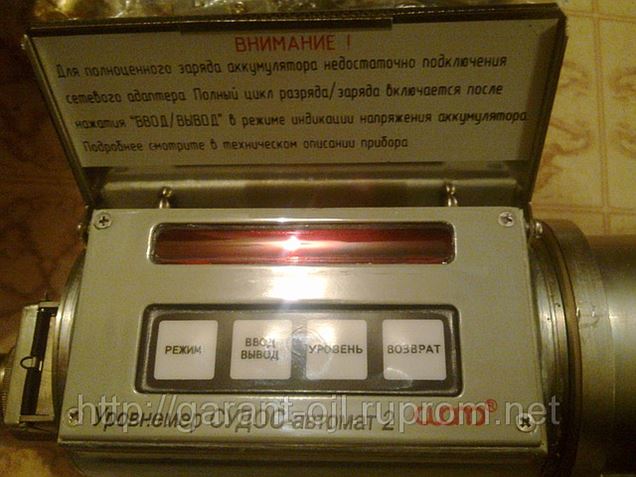 ВНИМАНИЕ !
Для полноценного заряда аккумулятора недостаточно подключения
сетевого адаптера. Полный цикл разряда/заряда включается после
нажатия "ВВОД/ВЫВОД" в режиме индикации напряжения аккумулятора
Подробнее смотрите в техническом описании прибора
РЕЖИМ
ВВОД
ВЫВОД
УРОВЕНЬ
ВОЗВРАТ
http://garant-oil.ruprom.net
Уровнемер СУДОС-автомат 2